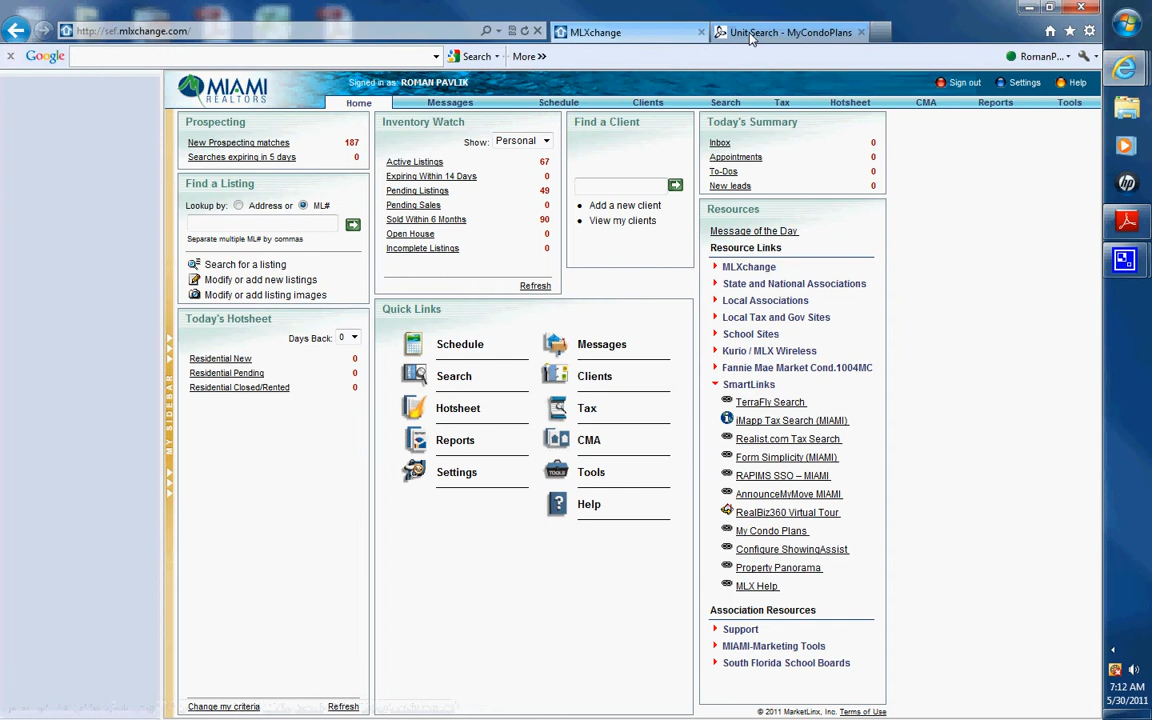 http://sef.mlxchange.com/
MLXchange
Unit Search - MyCondoPlans
Google
Search
More »
RomanP...
MIAMI
REALTORS
Signed in as: ROMAN PAVLIK
Sign out
Settings
Help
Home
Messages
Schedule
Clients
Search
Tax
Hotsheet
CMA
Reports
Tools
Prospecting
New Prospecting matches 187
Searches expiring in 5 days 0
Find a Listing
Lookup by: Address or ML#
Separate multiple ML# by commas
Search for a listing
Modify or add new listings
Modify or add listing images
Today's Hotsheet
Days Back: 0
Residential New 0
Residential Pending 0
Residential Closed/Rented 0
Change my criteria
Refresh
MY SIDEBAR
Inventory Watch
Show: Personal
Active Listings 67
Expiring Within 14 Days 0
Pending Listings 49
Pending Sales 0
Sold Within 6 Months 90
Open House 0
Incomplete Listings 0
Refresh
Find a Client
Add a new client
View my clients
Quick Links
Schedule
Messages
Search
Clients
Hotsheet
Tax
Reports
CMA
Settings
TOOLS
Tools
Help
Today's Summary
Inbox 0
Appointments 0
To-Dos 0
New leads 0
Resources
Message of the Day
Resource Links
MLXchange
State and National Associations
Local Associations
Local Tax and Gov Sites
School Sites
Kurio / MLX Wireless
Fannie Mae Market Cond.1004MC
SmartLinks
TerraFly Search
iMapp Tax Search (MIAMI)
Realist.com Tax Search
Form Simplicity (MIAMI)
RAPIMS SSO – MIAMI
AnnounceMyMove MIAMI
RealBiz360 Virtual Tour
My Condo Plans
Configure ShowingAssist
Property Panorama
MLX Help
Association Resources
Support
MIAMI-Marketing Tools
South Florida School Boards
© 2011 MarketLinx, Inc. Terms of Use
hp
7:12 AM
5/30/2011